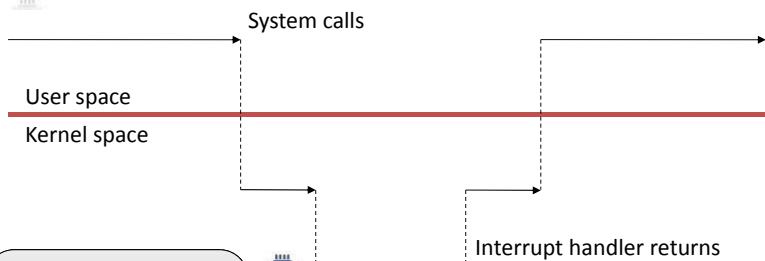 System calls
User space
Kernel space
Interrupt handler returns